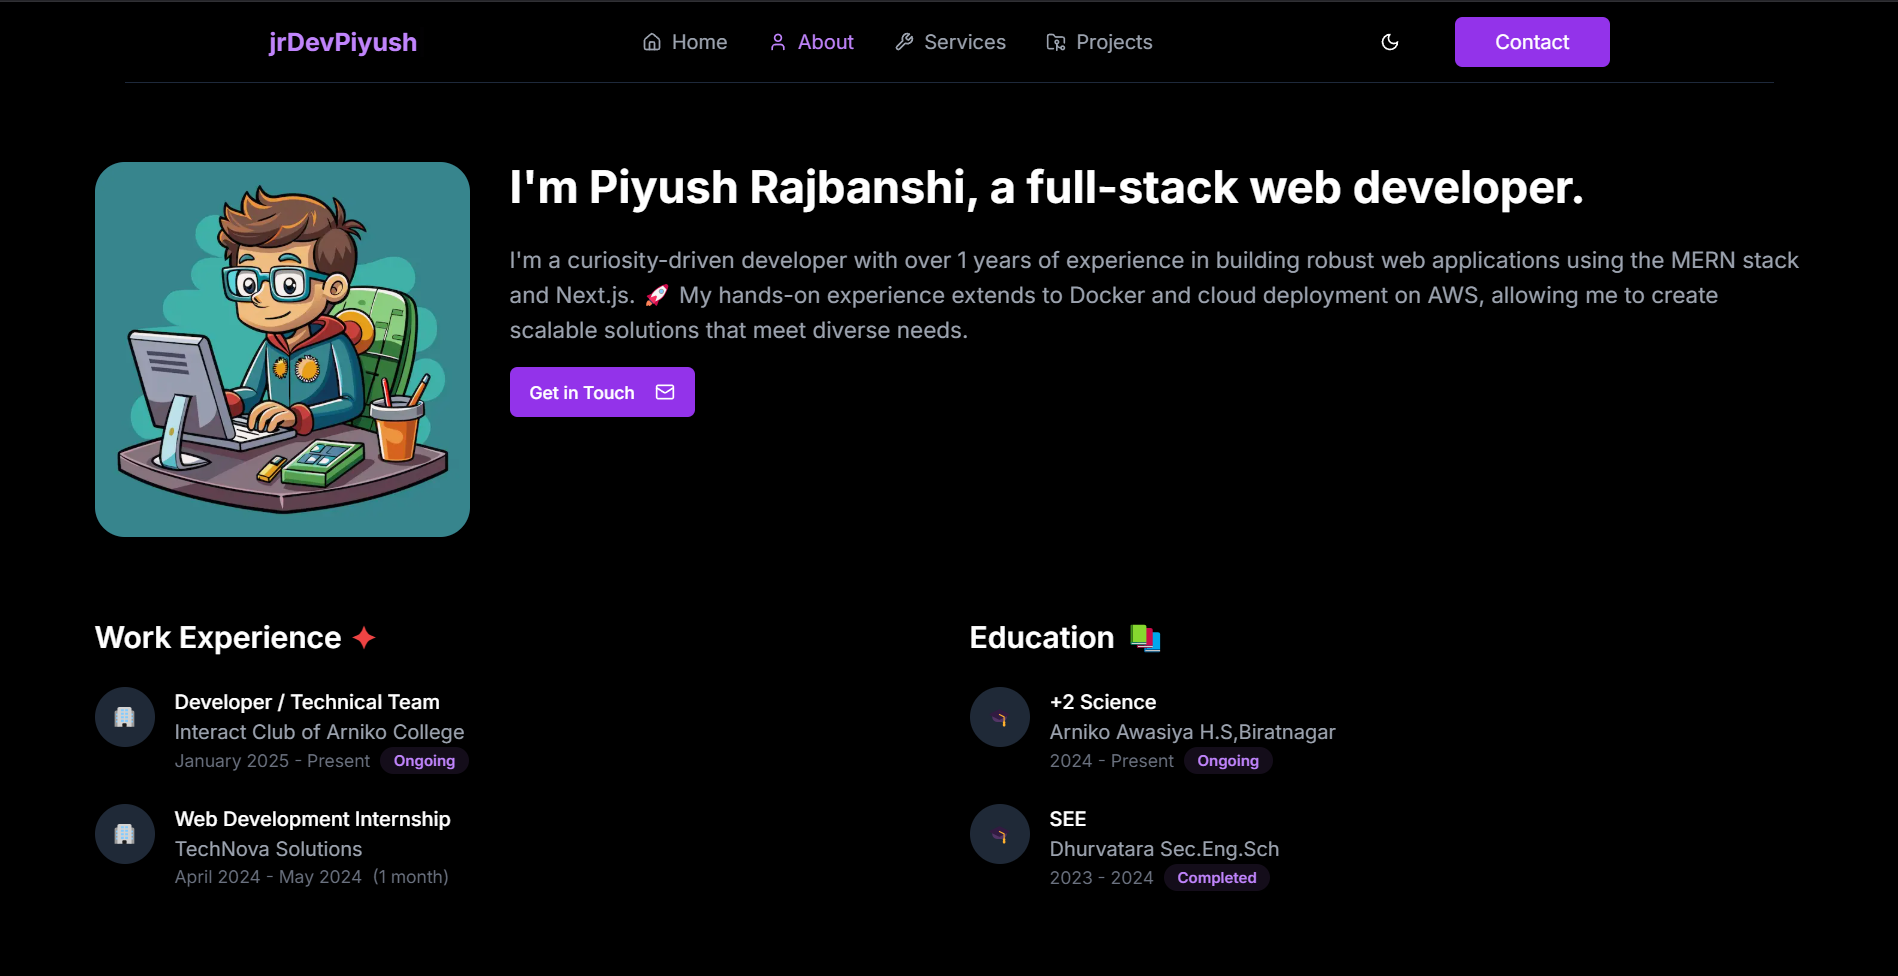 jrDevPiyush
Home
About
Services
Projects
Contact
I'm Piyush Rajbanshi, a full-stack web developer.
I'm a curiosity-driven developer with over 1 years of experience in building robust web applications using the MERN stack
and Next.js. 🚀 My hands-on experience extends to Docker and cloud deployment on AWS, allowing me to create
scalable solutions that meet diverse needs.
Get in Touch
Work Experience
Developer / Technical Team
Interact Club of Arniko College
January 2025 - Present Ongoing
Web Development Internship
TechNova Solutions
April 2024 - May 2024 (1 month)
Education
+2 Science
Arniko Awasiya H.S,Biratnagar
2024 - Present Ongoing
SEE
Dhurvatara Sec.Eng.Sch
2023 - 2024 Completed